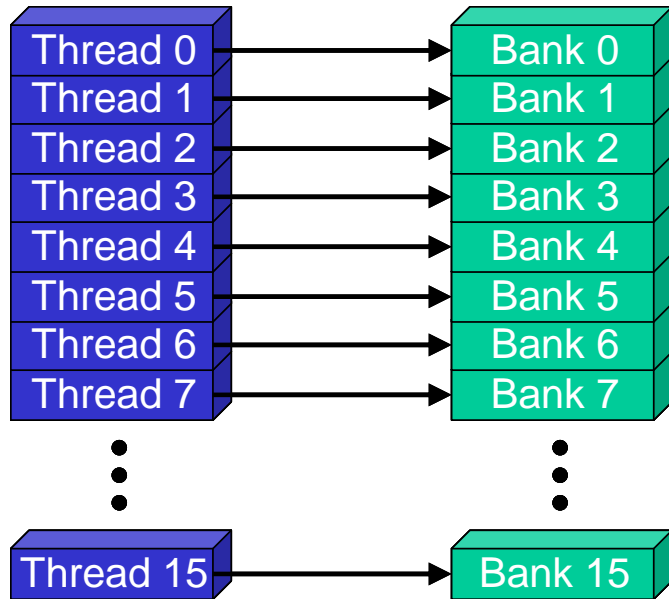 Thread 0
Bank 0
Thread 1
Bank 1
Thread 2
Bank 2
Thread 3
Bank 3
Thread 4
Bank 4
Thread 5
Bank 5
Thread 6
Bank 6
Thread 7
Bank 7
Thread 15
Bank 15